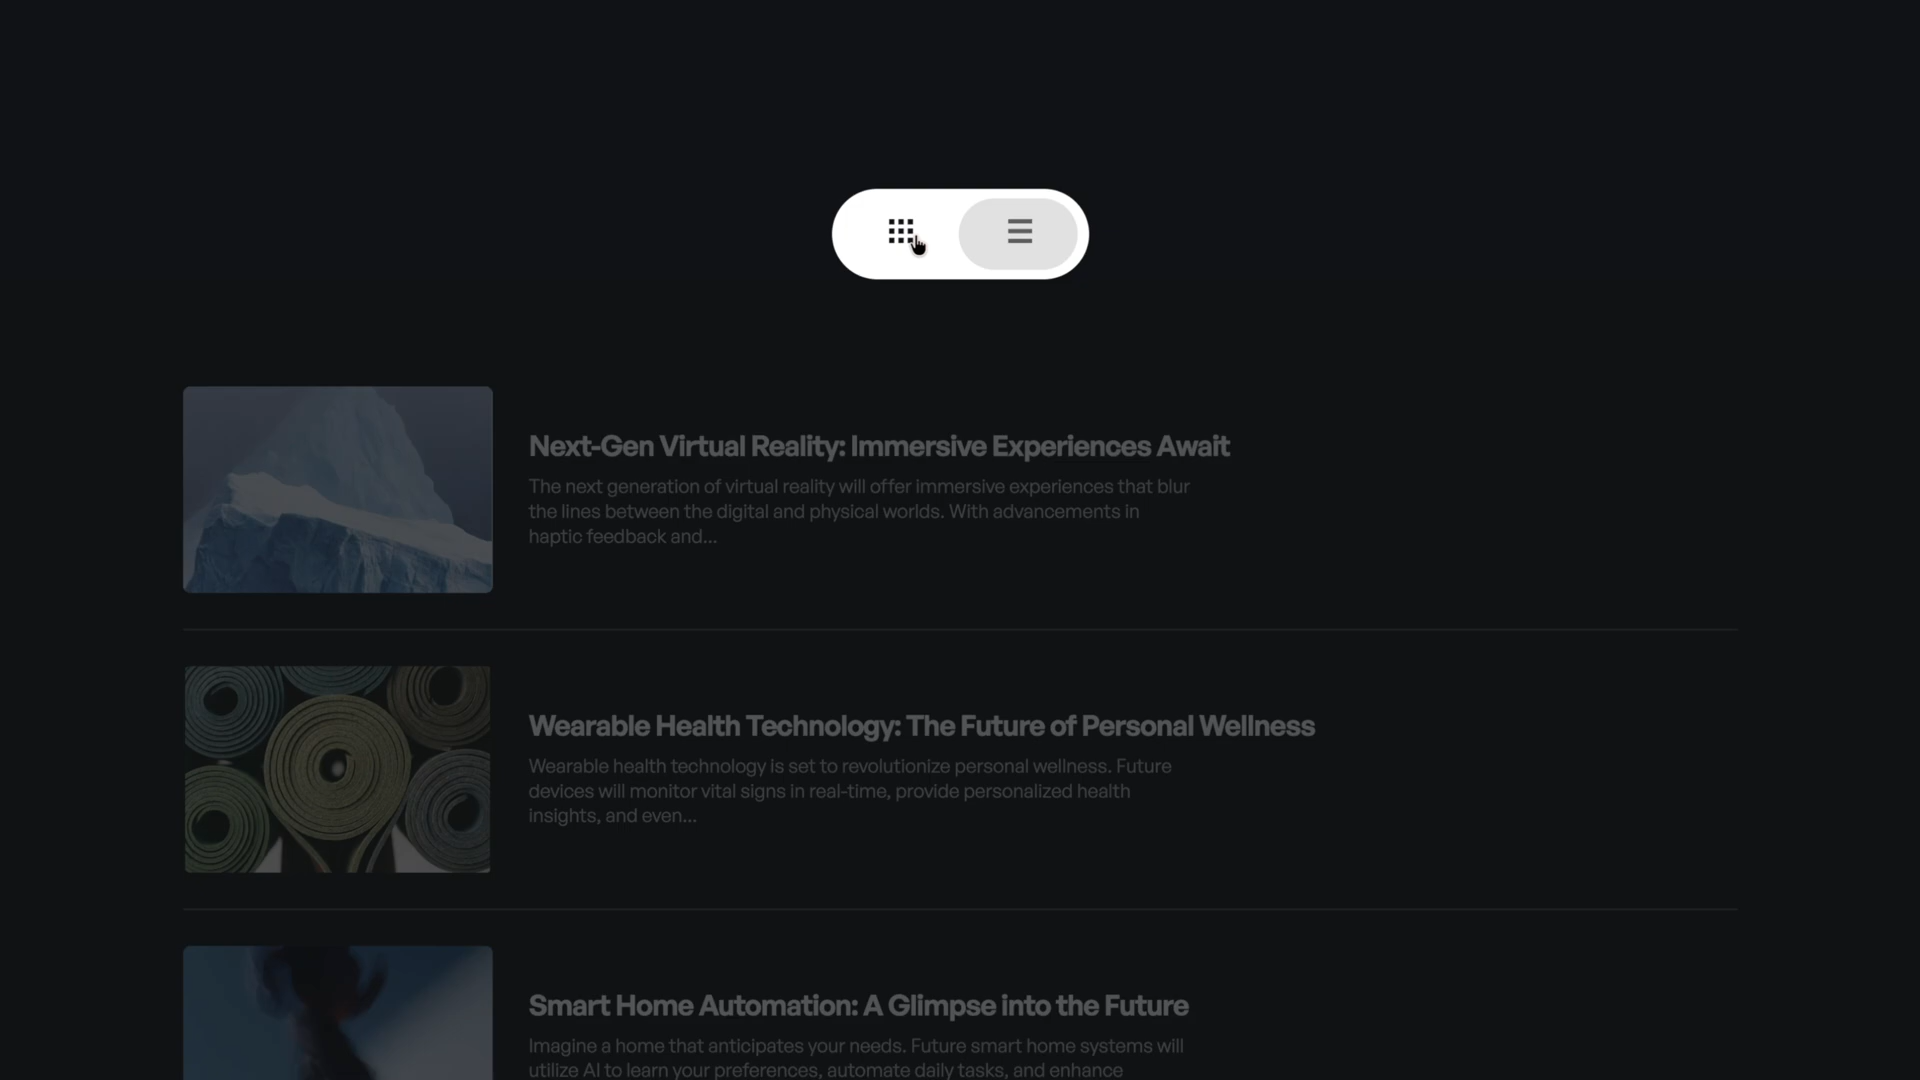 Next-Gen Virtual Reality: Immersive Experiences Await
The next generation of virtual reality will offer immersive experiences that blur
the lines between the digital and physical worlds. With advancements in
haptic feedback and...
Wearable Health Technology: The Future of Personal Wellness
Wearable health technology is set to revolutionize personal wellness. Future
devices will monitor vital signs in real-time, provide personalized health
insights, and even...
Smart Home Automation: A Glimpse into the Future
Imagine a home that anticipates your needs. Future smart home systems will
utilize AI to learn your preferences, automate daily tasks, and enhance